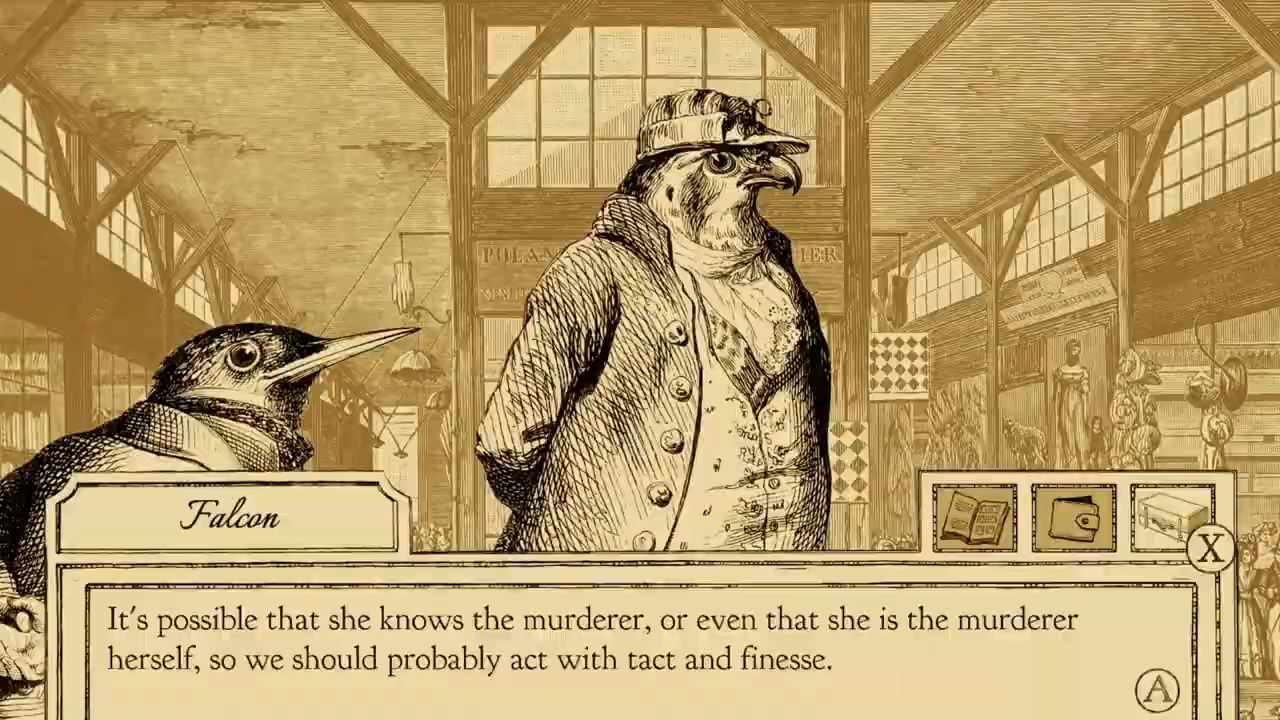 Falcon
X
It's possible that she knows the murderer, or even that she is the murderer
herself, so we should probably act with tact and finesse.
A